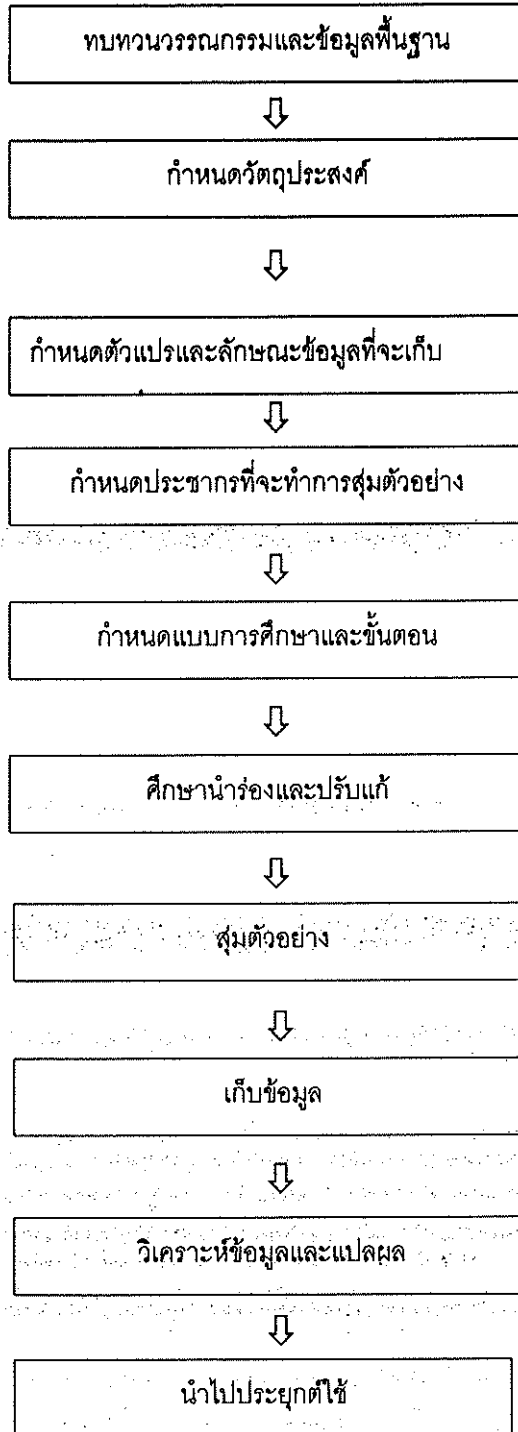 ทบทวนวรรณกรรมและข้อมูลพื้นฐาน
กำหนดวัตถุประสงค์
กำหนดตัวแปรและลักษณะข้อมูลที่จะเก็บ
กำหนดประชากรที่จะทำการสุ่มตัวอย่าง
กำหนดแบบการศึกษาและขั้นตอน
ศึกษานำร่องและปรับแก้
สุ่มตัวอย่าง
เก็บข้อมูล
วิเคราะห์ข้อมูลและแปลผล
นำไปประยุกต์ใช้